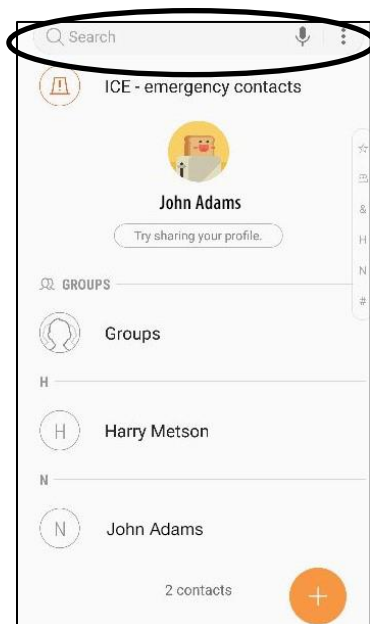 Search
ICE - emergency contacts
John Adams
Try sharing your profile.
&
H
N
#
GROUPS
Groups
H
H
Harry Metson
N
N
John Adams
2 contacts
+